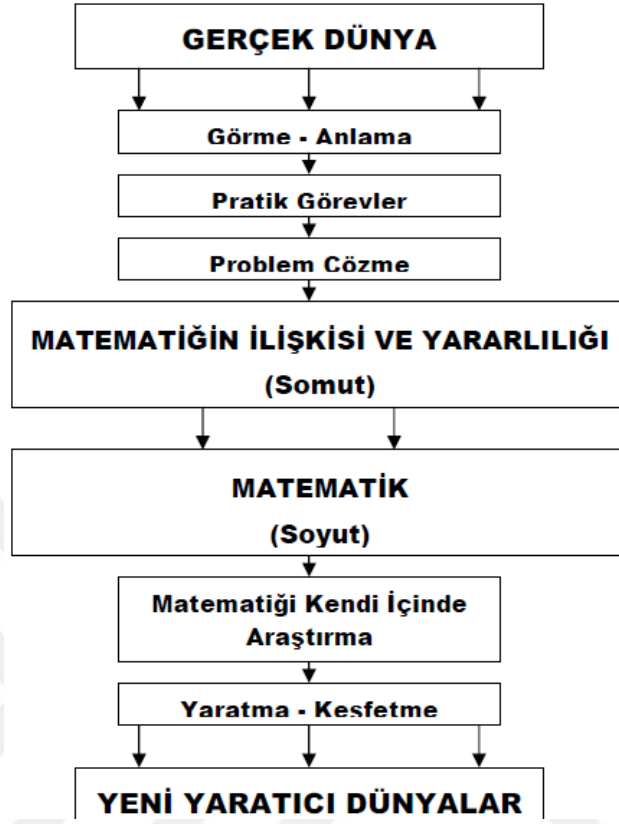 GERÇEK DÜNYA
Görme - Anlama
Pratik Görevler
Problem Çözme
MATEMATİĞİN İLİŞKİSİ VE YARARLILIĞI
(Somut)
MATEMATİK
(Soyut)
Matematiği Kendi İçinde
Araştırma
Yaratma - Keşfetme
YENİ YARATICI DÜNYALAR